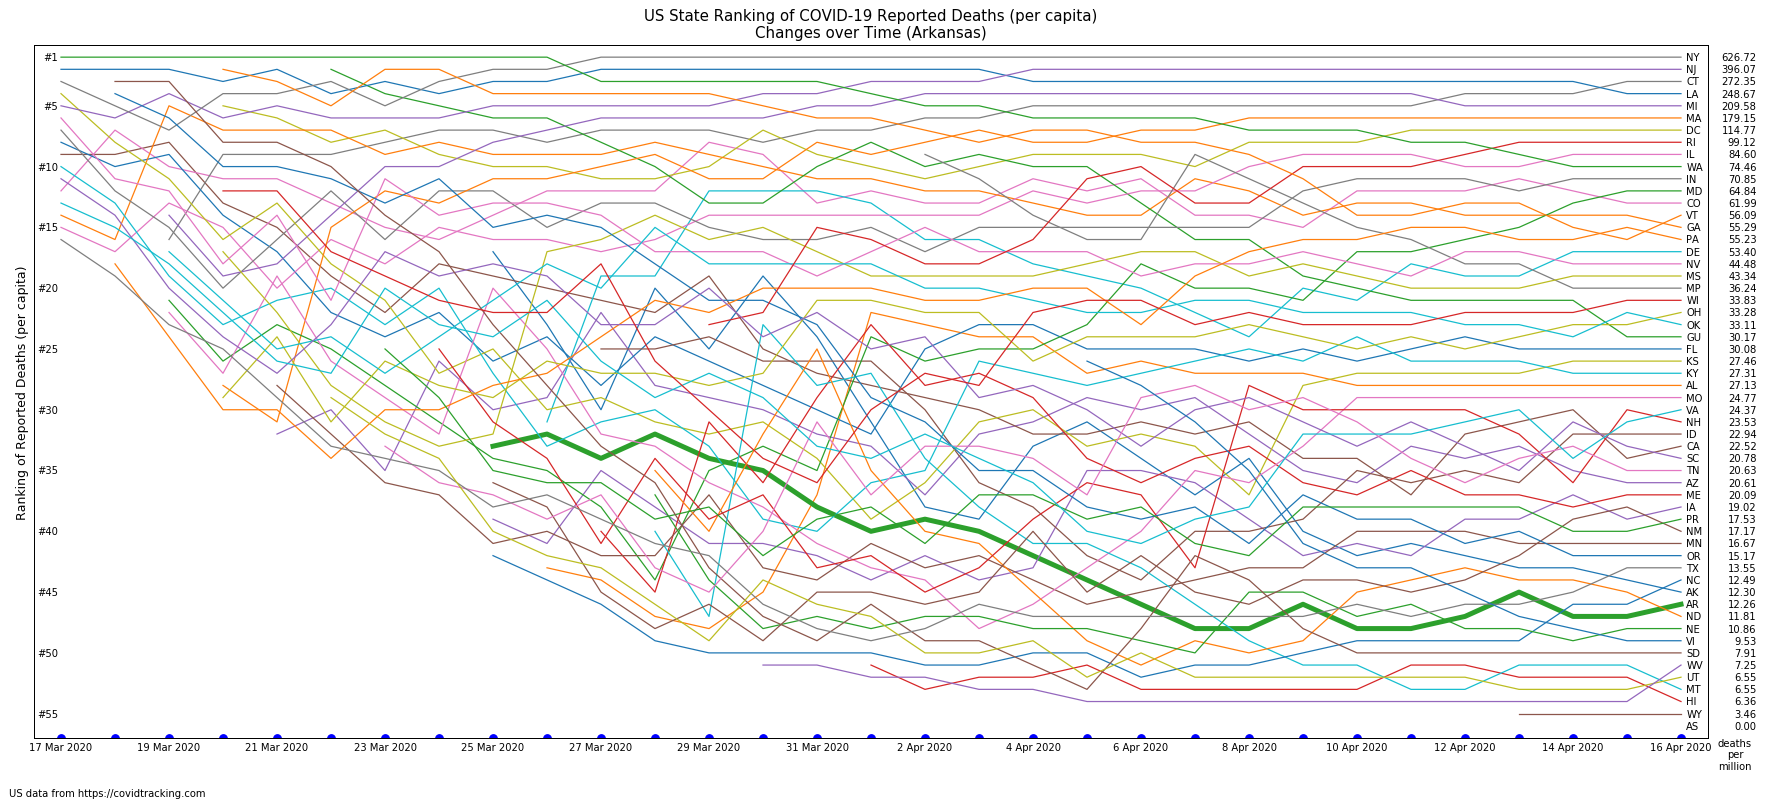 US State Ranking of COVID-19 Reported Deaths (per capita)
Changes over Time (Arkansas)
Ranking of Reported Deaths (per capita)
#1
#5
#10
#15
#20
#25
#30
#35
#40
#45
#50
#55
NY 626.72
NJ 396.07
CT 272.35
LA 248.67
MI 209.58
MA 179.15
DC 114.77
RI 99.12
IL 84.60
WA 74.46
IN 70.85
MD 64.84
CO 61.99
VT 56.09
GA 55.29
PA 55.23
DE 53.40
NV 44.48
MS 43.34
MP 36.24
WI 33.83
OH 33.28
OK 33.11
GU 30.17
FL 30.08
KS 27.46
KY 27.31
AL 27.13
MO 24.77
VA 24.37
NH 23.53
ID 22.94
CA 22.52
SC 20.78
TN 20.63
AZ 20.61
ME 20.09
IA 19.02
PR 17.53
NM 17.17
MN 16.67
OR 15.17
TX 13.55
NC 12.49
AK 12.30
AR 12.26
ND 11.81
NE 10.86
VI 9.53
SD 7.91
WV 7.25
UT 6.55
MT 6.55
HI 6.36
WY 3.46
AS 0.00
17 Mar 2020 19 Mar 2020 21 Mar 2020 23 Mar 2020 25 Mar 2020 27 Mar 2020 29 Mar 2020 31 Mar 2020 2 Apr 2020 4 Apr 2020 6 Apr 2020 8 Apr 2020 10 Apr 2020 12 Apr 2020 14 Apr 2020 16 Apr 2020
deaths
per
million
US data from https://covidtracking.com